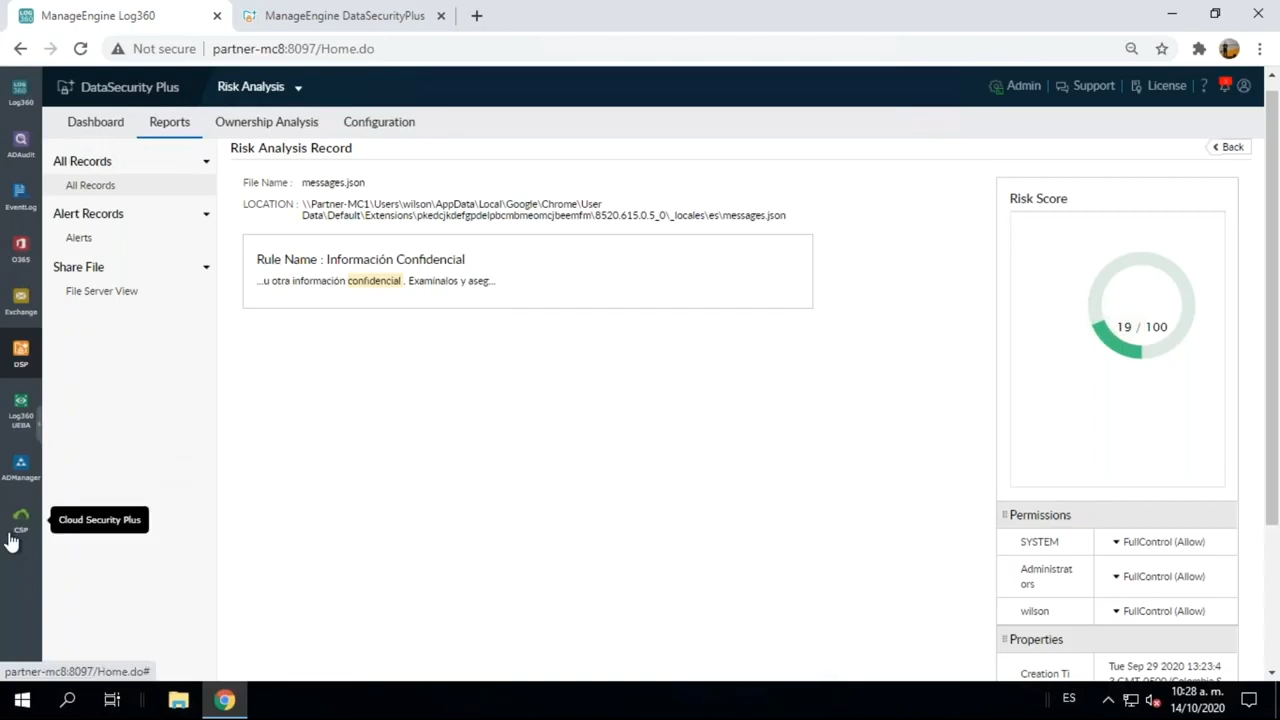 ManageEngine Log360
ManageEngine DataSecurityPlus
Not secure
partner-mc8:8097/Home.do
LOG 360
Log360
ADAudit
EventLog
O365
Exchange
DSP
Log360 UEBA
ADManager
CSP
Cloud Security Plus
DataSecurity Plus
Risk Analysis
Admin
Support
License
?
Dashboard
Reports
Ownership Analysis
Configuration
All Records
All Records
Alert Records
Alerts
Share File
File Server View
Risk Analysis Record
Back
File Name : messages.json
LOCATION : \\Partner-MC1\Users\wilson\AppData\Local\Google\Chrome\User
Data\Default\Extensions\pkedcjkdefgpdelpbcmbmeomcjbeemfm\8520.615.0.5_0\_locales\es\messages.json
Rule Name : Información Confidencial
...u otra información confidencial . Examínalos y aseg...
Risk Score
19 / 100
Permissions
SYSTEM FullControl (Allow)
Administrat
ors FullControl (Allow)
wilson FullControl (Allow)
Properties
Creation Ti
Tue Sep 29 2020 13:23:4
partner-mc8:8097/Home.do#
ES
10:28 a. m.
14/10/2020